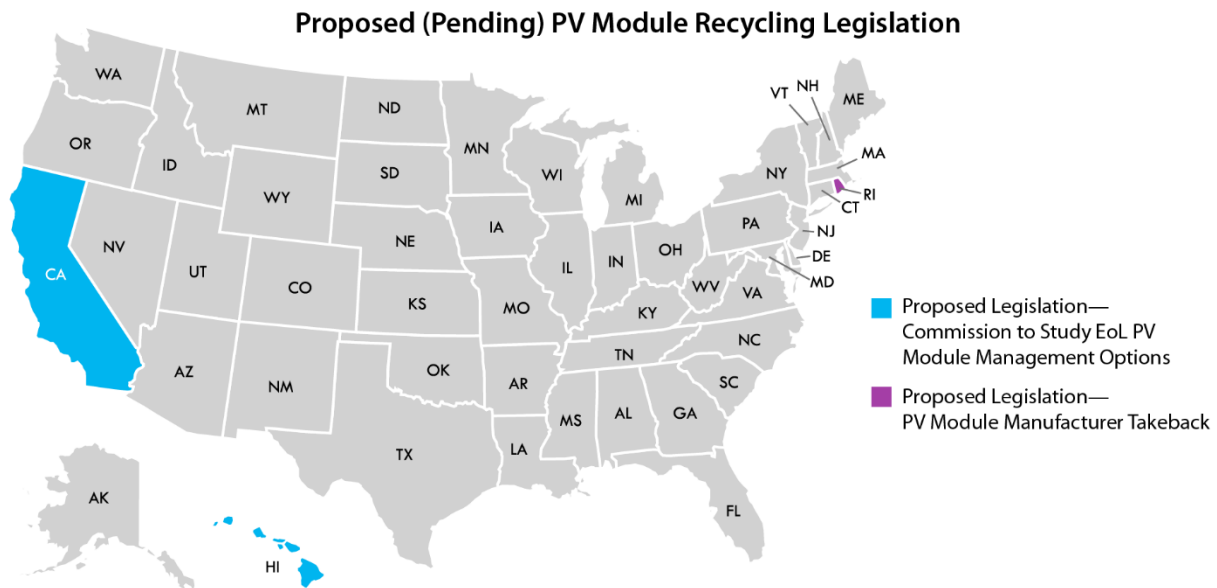 Proposed (Pending) PV Module Recycling Legislation
WA
MT
ND
MN
VT
NH
ME
OR
ID
SD
WI
MI
NY
MA
WY
RI
CT
IA
PA
NE
NJ
NV
OH
IL
IN
DE
UT
CA
CO
MD
WV
VA
KS
MO
KY
NC
TN
AZ
NM
OK
AR
SC
MS
AL
GA
LA
TX
AK
FL
HI
Proposed Legislation—
Commission to Study EoL PV
Module Management Options
Proposed Legislation—
PV Module Manufacturer Takeback